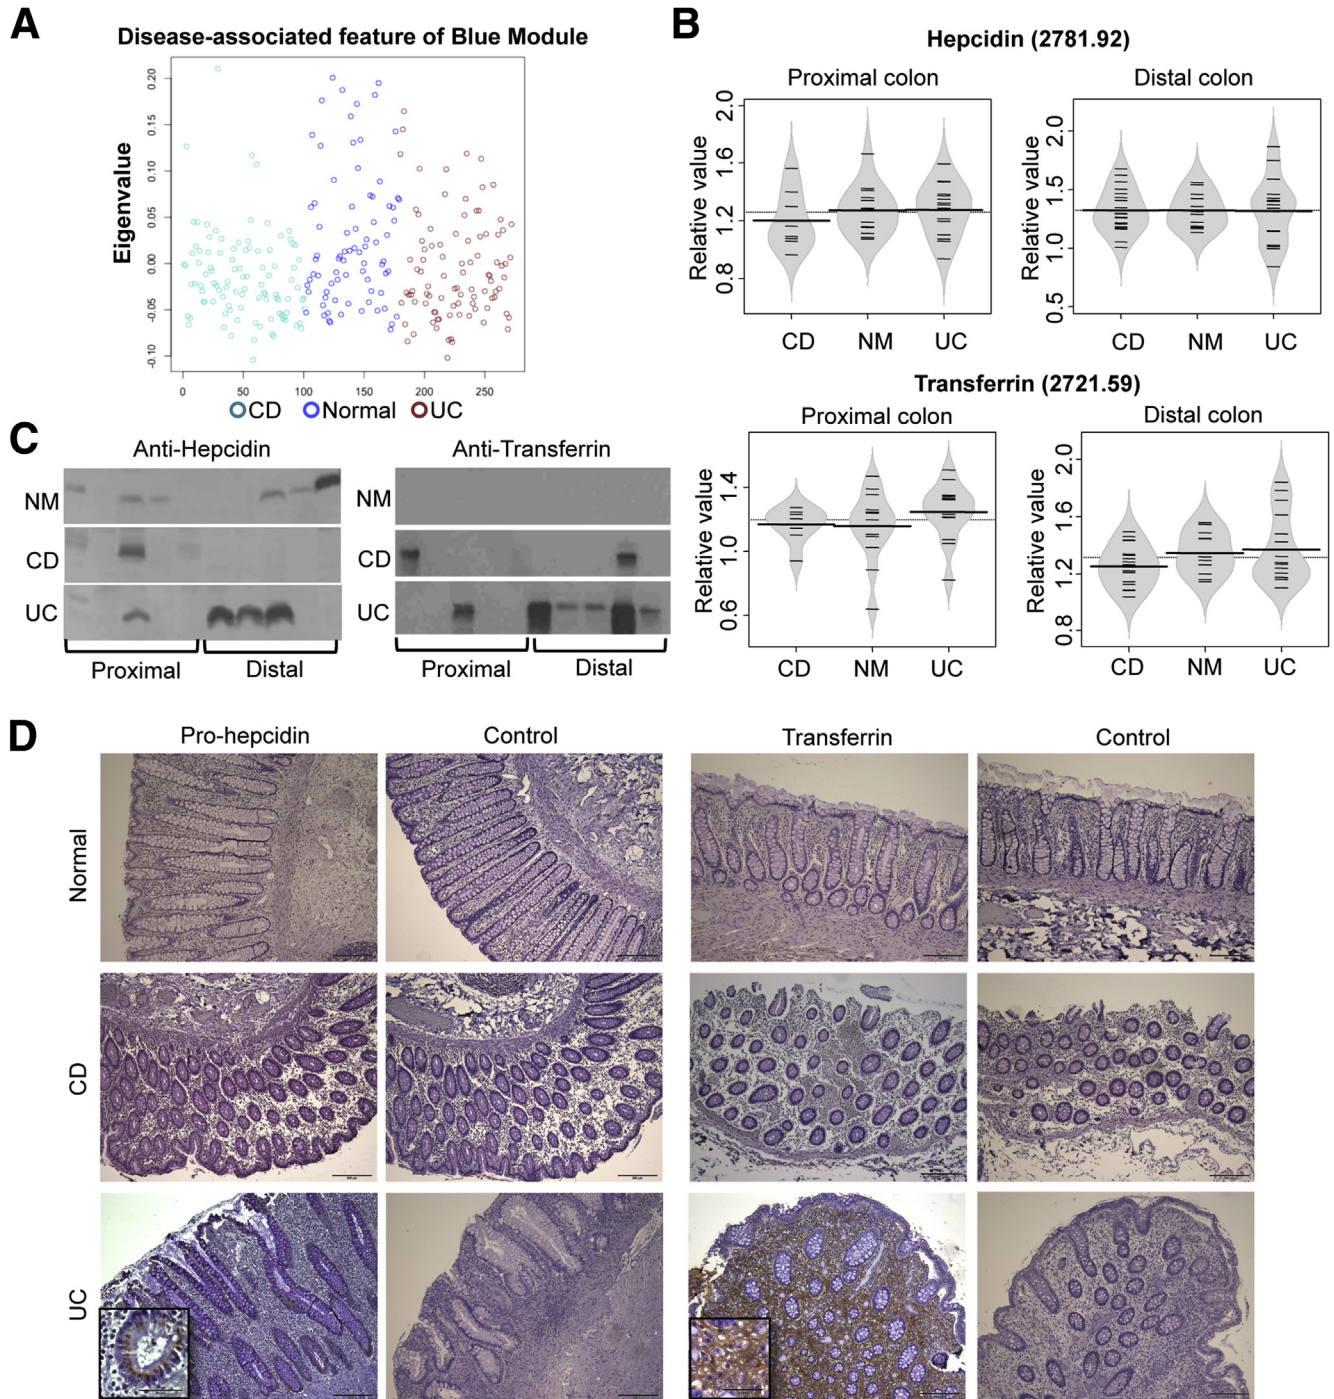 A
Disease-associated feature of Blue Module
Eigenvalue
0.20
0.15
0.10
0.05
0.00
-0.05
-0.10
0 50 100 150 200 250
CD Normal UC
B
Hepcidin (2781.92)
Proximal colon Distal colon
Relative value
2.0
1.6
1.2
0.8
CD NM UC
Relative value
2.0
1.5
1.0
0.5
CD NM UC
Transferrin (2721.59)
Proximal colon Distal colon
Relative value
1.4
1.0
0.6
CD NM UC
Relative value
2.0
1.6
1.2
0.8
CD NM UC
C
Anti-Hepcidin Anti-Transferrin
NM NM
CD CD
UC UC
Proximal Distal Proximal Distal
D
Pro-hepcidin Control Transferrin Control
Normal
CD
UC